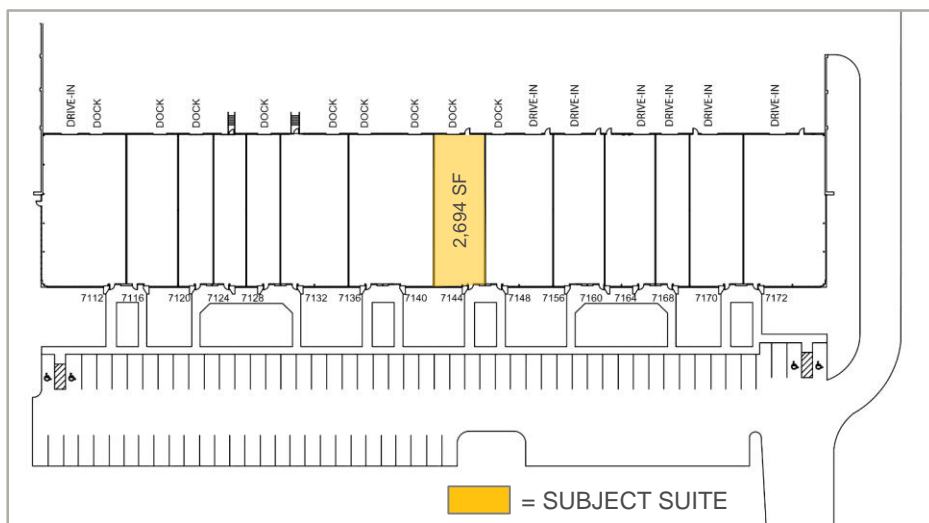 DRIVE-IN
DOCK
DOCK
DOCK
DOCK
DOCK
DOCK
DOCK
DOCK
DOCK
DRIVE-IN
DRIVE-IN
DRIVE-IN
DRIVE-IN
DRIVE-IN
DRIVE-IN
2,694 SF
7112
7116
7120
7124
7128
7132
7136
7140
7144
7148
7156
7160
7164
7168
7170
7172
= SUBJECT SUITE